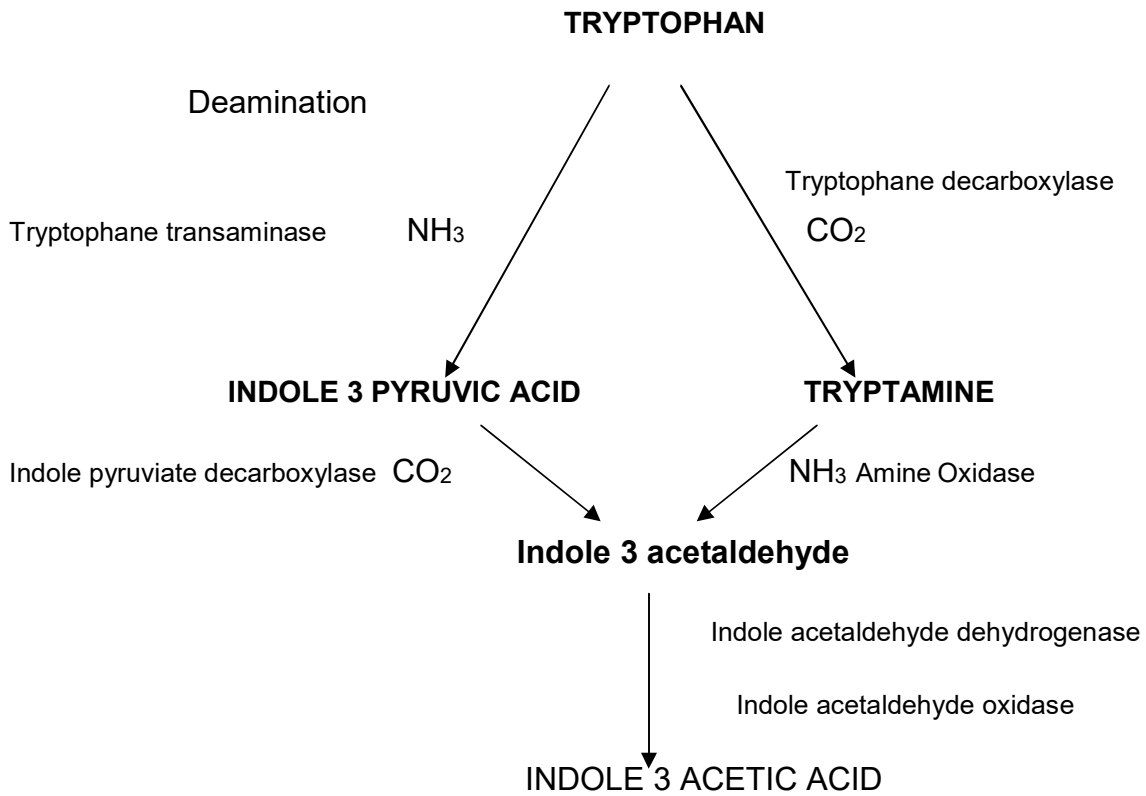 TRYPTOPHAN
Deamination
Tryptophane decarboxylase
Tryptophane transaminase NH₃ CO₂
INDOLE 3 PYRUVIC ACID TRYPTAMINE
Indole pyruviate decarboxylase CO₂ NH₃ Amine Oxidase
Indole 3 acetaldehyde
Indole acetaldehyde dehydrogenase
Indole acetaldehyde oxidase
INDOLE 3 ACETIC ACID